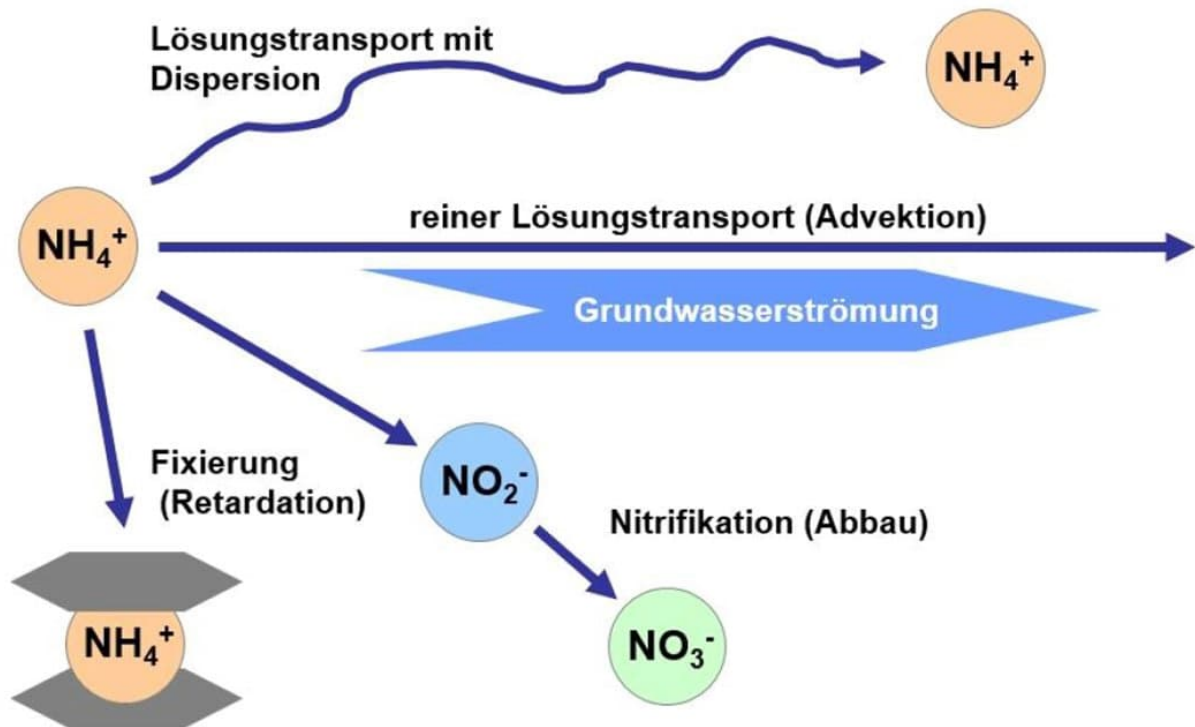 Lösungstransport mit
Dispersion
NH₄⁺
NH₄⁺
reiner Lösungstransport (Advektion)
Grundwasserströmung
Fixierung
(Retardation)
NO₂⁻
Nitrifikation (Abbau)
NH₄⁺
NO₃⁻